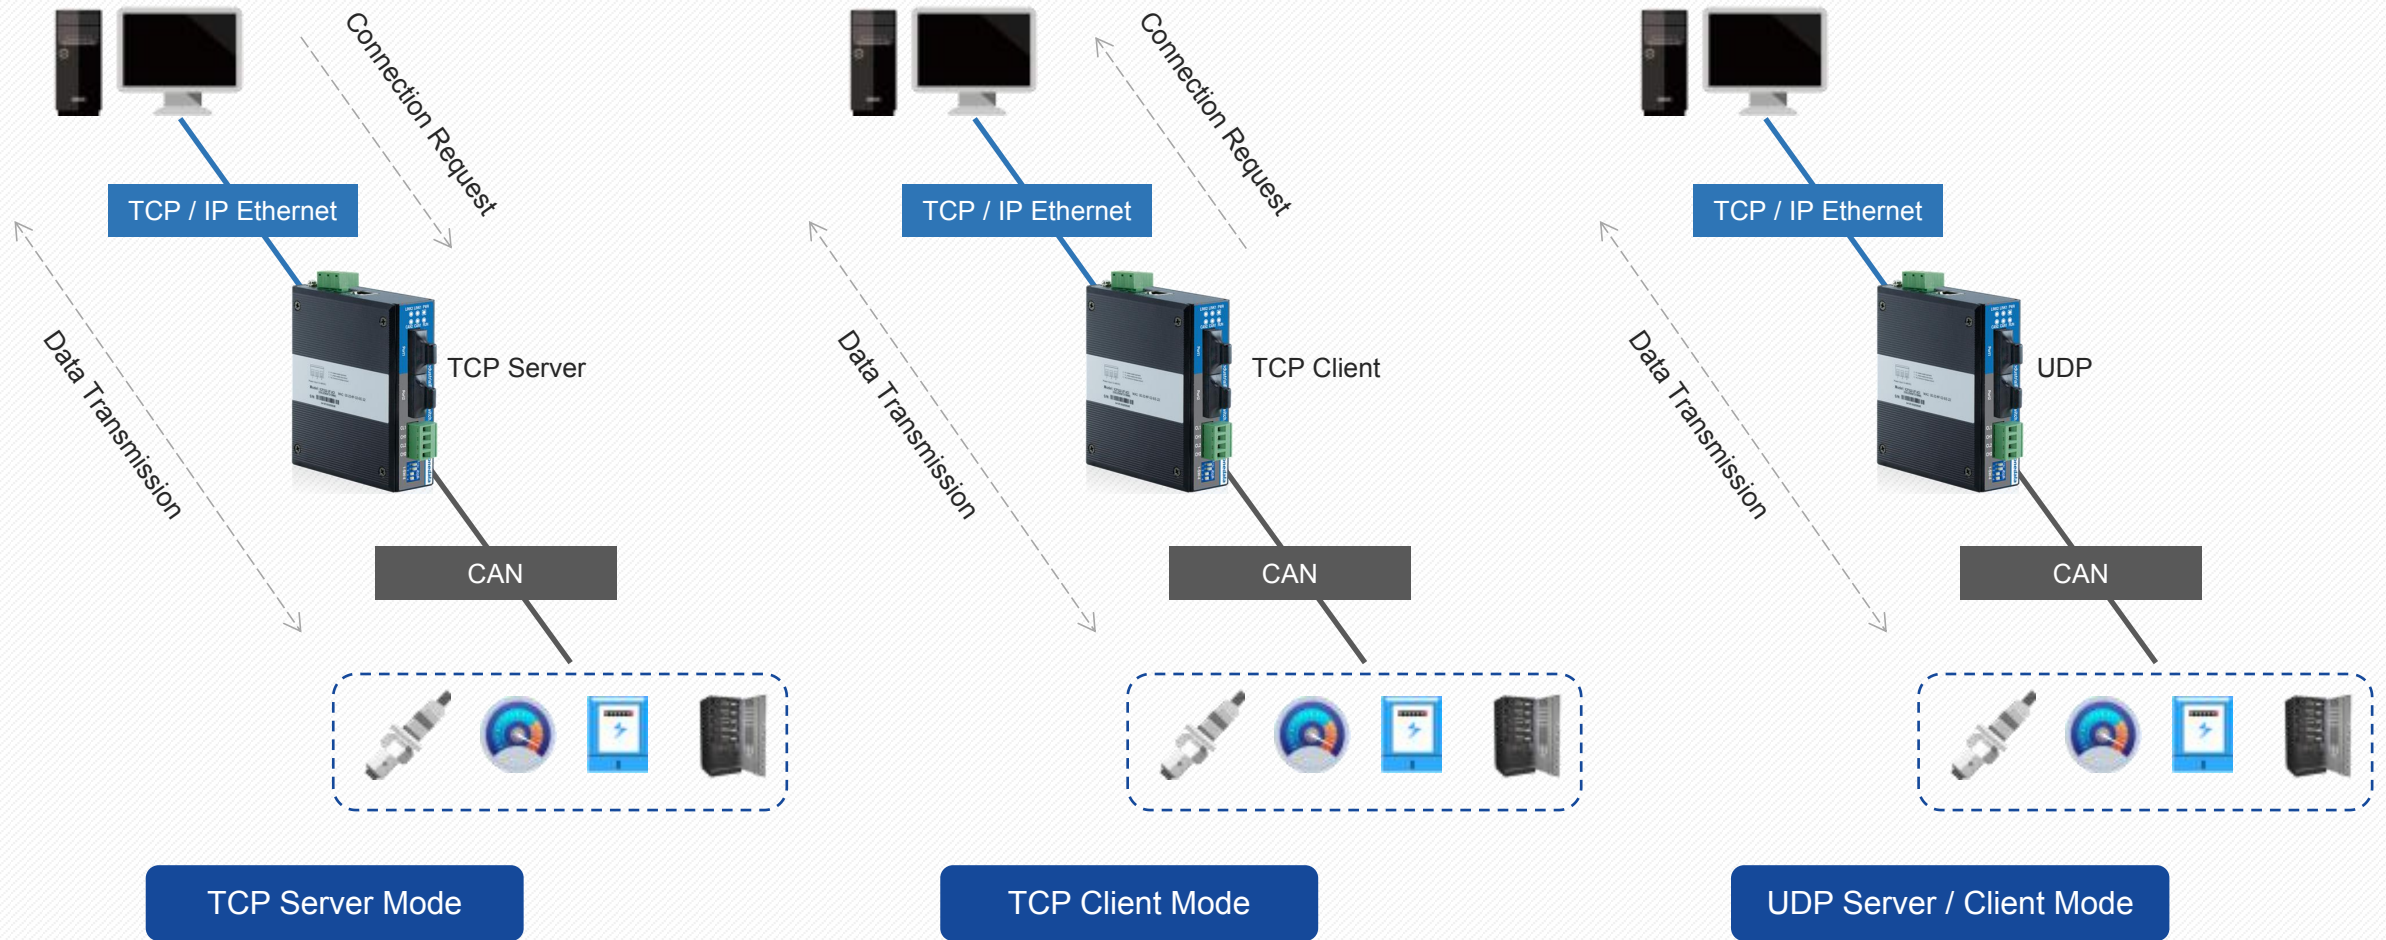 Connection Request
TCP / IP Ethernet
Data Transmission
TCP Server
CAN
TCP Server Mode
Connection Request
TCP / IP Ethernet
Data Transmission
TCP Client
CAN
TCP Client Mode
TCP / IP Ethernet
Data Transmission
UDP
CAN
UDP Server / Client Mode